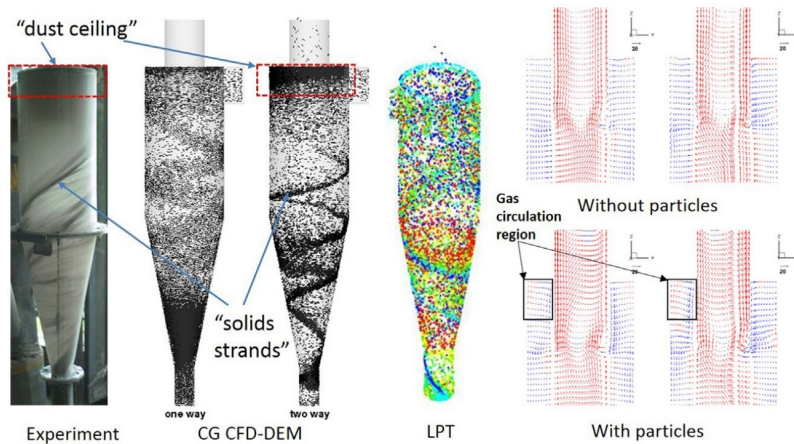 “dust ceiling”
“solids
strands”
one way
two way
Experiment
CG CFD-DEM
LPT
Z
Y
20
Z
20
Without particles
Gas
circulation
region
Z
Y
20
Z
20
With particles